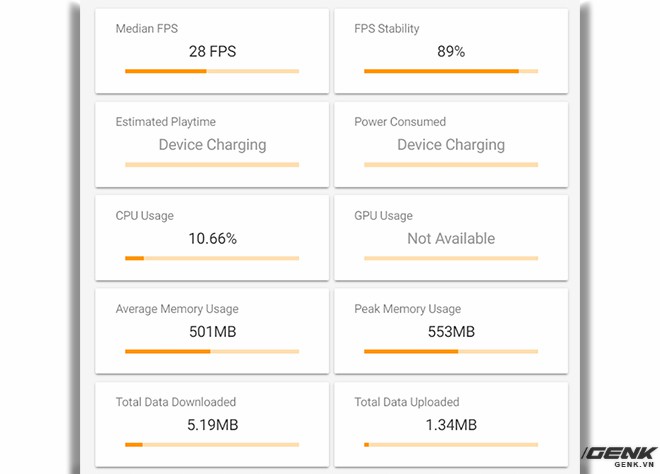 Median FPS
28 FPS
FPS Stability
89%
Estimated Playtime
Device Charging
Power Consumed
Device Charging
CPU Usage
10.66%
GPU Usage
Not Available
Average Memory Usage
501MB
Peak Memory Usage
553MB
Total Data Downloaded
5.19MB
Total Data Uploaded
1.34MB
GENK
GENK.VN